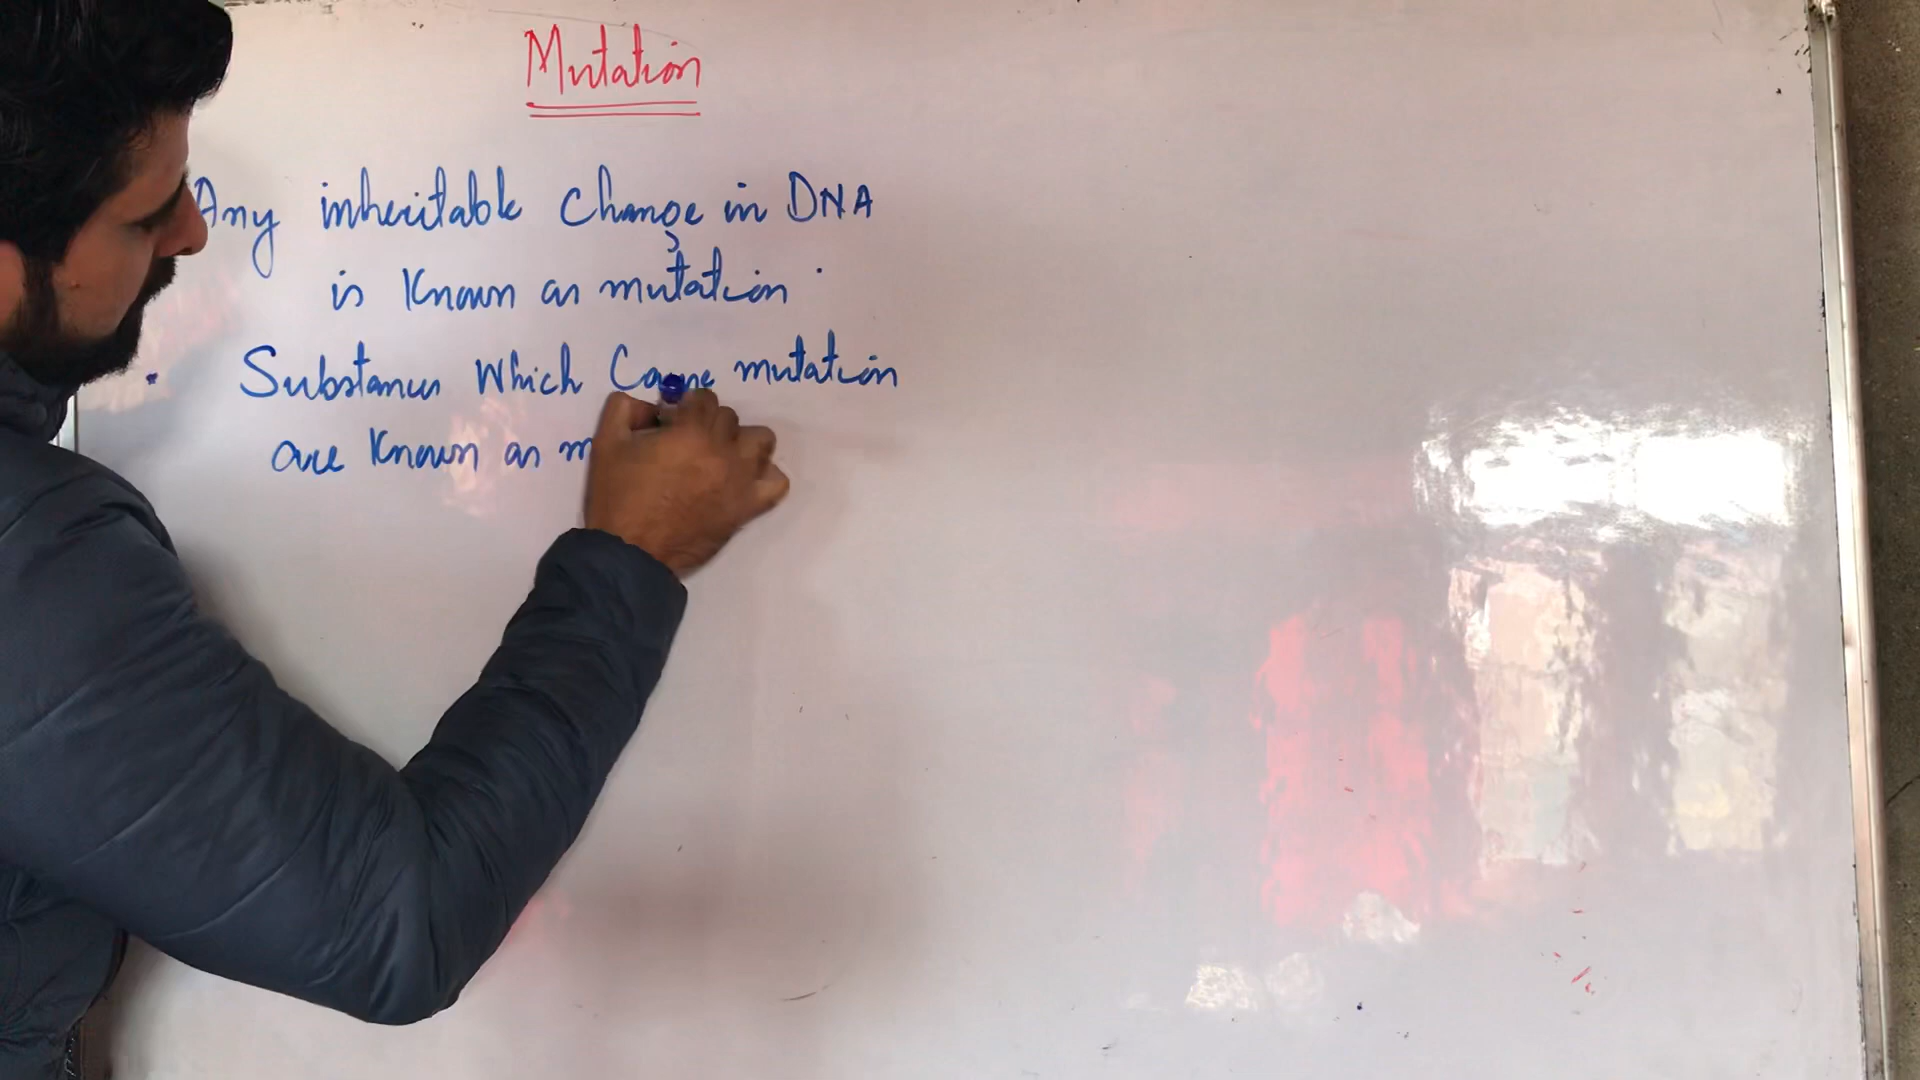 Mutation
Any inheritable change in DNA
is known as mutation.
Substances which cause mutation
are known as m